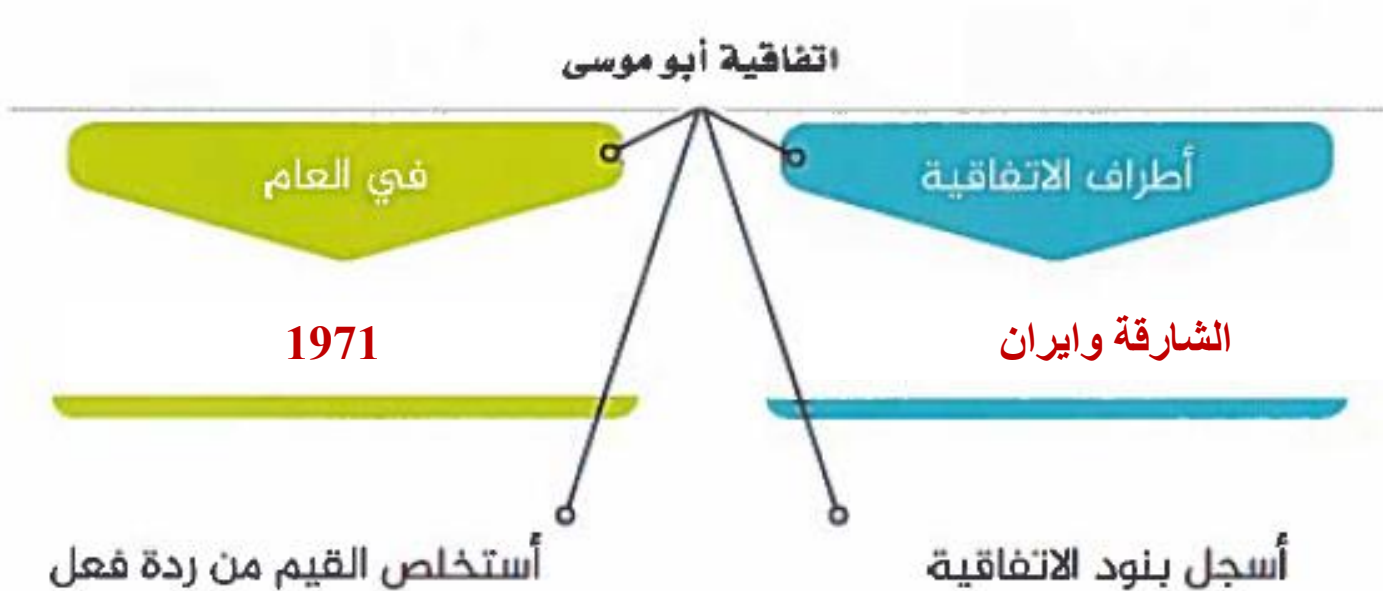 اتفاقية أبو موسى
أطراف الاتفاقية
في العام
الشارقة وايران
1971
أسجل بنود الاتفاقية
أستخلص القيم من ردة فعل